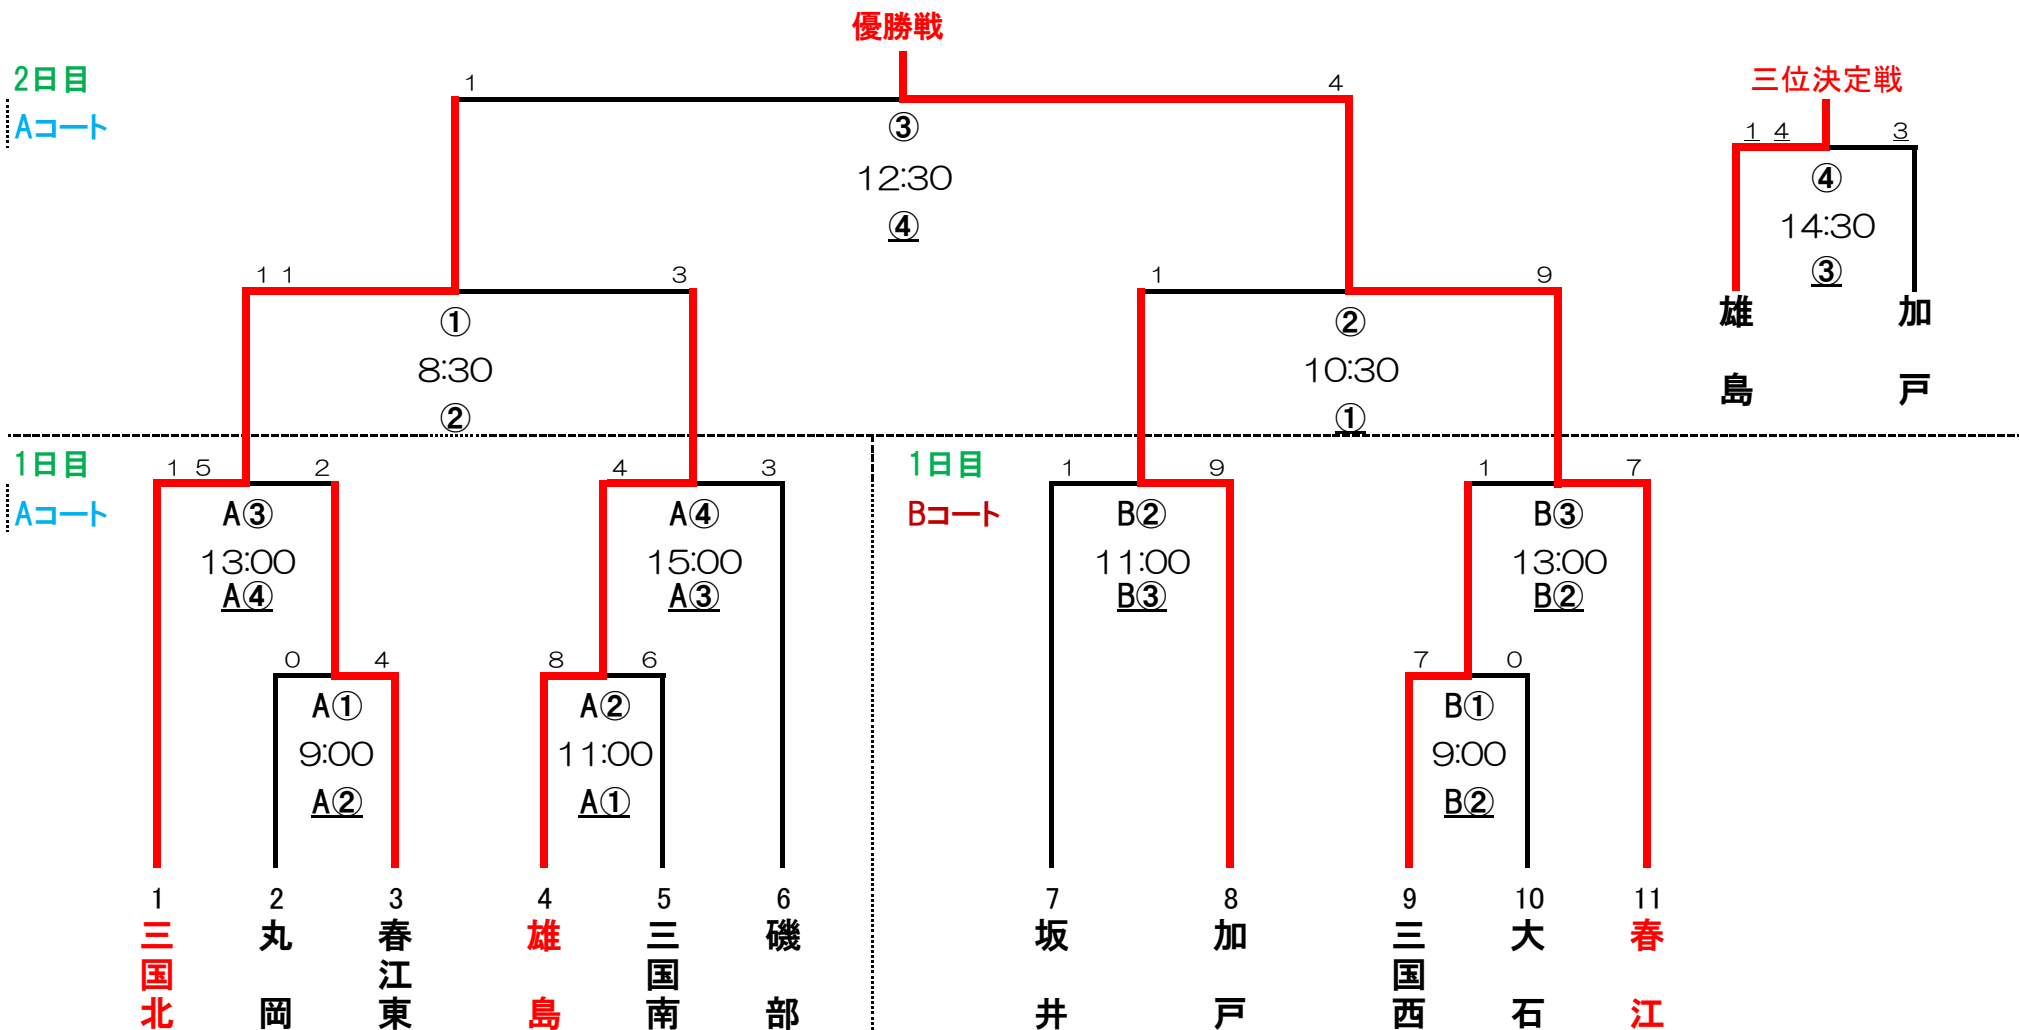 優勝戦
2日目
1
4
三位決定戦
Aコート
③
1 4
3
12:30
④
④
14:30
③
1 1
3
1
9
雄島
加戸
①
②
8:30
10:30
②
①
1日目
1 5
2
4
3
1日目
1
9
1
7
Aコート
A③
A④
Bコート
B②
B③
13:00
15:00
11:00
13:00
A④
A③
B③
B②
0
4
8
6
7
0
A①
A②
B①
9:00
11:00
9:00
A②
A①
B②
1
2
3
4
5
6
7
8
9
10
11
三国北
丸岡
春江東
雄島
三国南
磯部
坂井
加戸
三国西
大石
春江